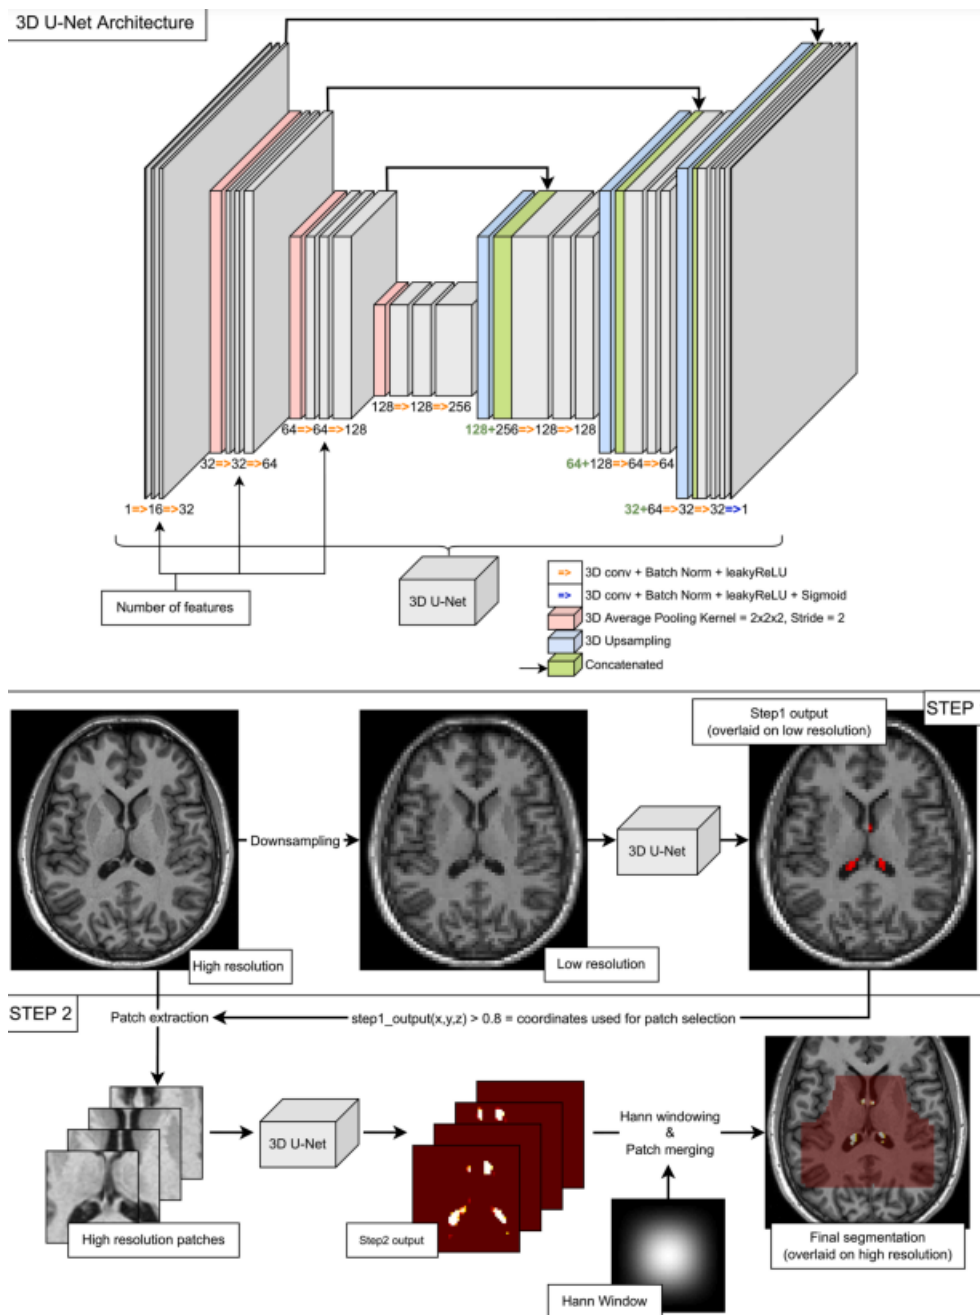 3D U-Net Architecture
128=>128=>256
64=>64=>128
128+256=>128=>128
32=>32=>64
64+128=>64=>64
1=>16=>32
32+64=>32=>32=>1
Number of features
3D U-Net
=> 3D conv + Batch Norm + leakyReLU
=> 3D conv + Batch Norm + leakyReLU + Sigmoid
3D Average Pooling Kernel = 2x2x2, Stride = 2
3D Upsampling
Concatenated
STEP
Step1 output
(overlaid on low resolution)
Downsampling
3D U-Net
High resolution
Low resolution
STEP 2
Patch extraction
step1_output(x,y,z) > 0.8 = coordinates used for patch selection
3D U-Net
Hann windowing
&
Patch merging
High resolution patches
Step2 output
Final segmentation
(overlaid on high resolution)
Hann Window